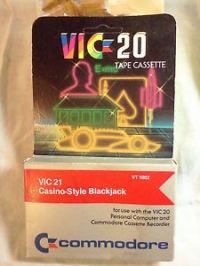 VIC 20
TAPE CASSETTE
VIC 21
Casino-Style Blackjack
VT 1802
for use with the VIC 20
Personal Computer and
Commodore Cassette Recorder
commodore